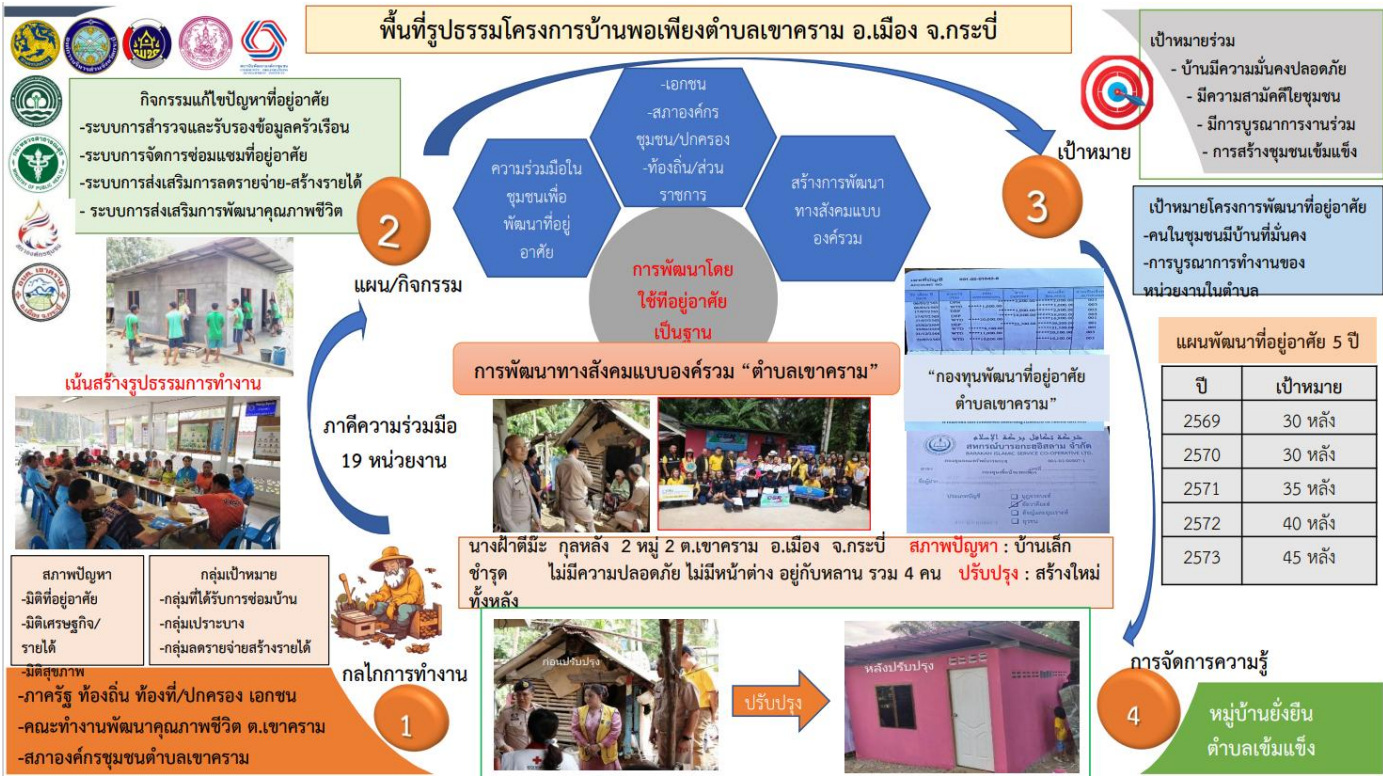 พื้นที่รูปธรรมโครงการบ้านพอเพียงตำบลเขาคราม อ.เมือง จ.กระบี่
กิจกรรมแก้ไขปัญหาที่อยู่อาศัย
-ระบบการสำรวจและรับรองข้อมูลครัวเรือน
-ระบบการจัดการซ่อมแซมที่อยู่อาศัย
-ระบบการส่งเสริมการลดรายจ่าย-สร้างรายได้
- ระบบการส่งเสริมการพัฒนาคุณภาพชีวิต
2
แผน/กิจกรรม
ความร่วมมือใน
ชุมชนเพื่อ
พัฒนาที่อยู่
อาศัย
-เอกชน
-สภาองค์กร
ชุมชน/ปกครอง
-ท้องถิ่น/ส่วน
ราชการ
สร้างการพัฒนา
ทางสังคมแบบ
องค์รวม
การพัฒนาโดย
ใช้ที่อยู่อาศัย
เป็นฐาน
3
เป้าหมาย
เป้าหมายร่วม
- บ้านมีความมั่นคงปลอดภัย
- มีความสามัคคีใยชุมชน
- มีการบูรณาการงานร่วม
- การสร้างชุมชนเข้มแข็ง
เป้าหมายโครงการพัฒนาที่อยู่อาศัย
-คนในชุมชนมีบ้านที่มั่นคง
-การบูรณาการทำงานของ
หน่วยงานในตำบล
แผนพัฒนาที่อยู่อาศัย 5 ปี
ปี เป้าหมาย
2569 30 หลัง
2570 30 หลัง
2571 35 หลัง
2572 40 หลัง
2573 45 หลัง
เน้นสร้างรูปธรรมการทำงาน
ภาคีความร่วมมือ
19 หน่วยงาน
การพัฒนาทางสังคมแบบองค์รวม “ตำบลเขาคราม”
“กองทุนพัฒนาที่อยู่อาศัย
ตำบลเขาคราม”
สหกรณ์บารอกะฮอิสลาม จำกัด
BARAKAH ISLAMIC SERVICE CO-OPERATIVE LTD.
นางฝ้าตีม๊ะ กุลหลัง 2 หมู่ 2 ต.เขาคราม อ.เมือง จ.กระบี่ สภาพปัญหา : บ้านเล็ก
ชำรุด ไม่มีความปลอดภัย ไม่มีหน้าต่าง อยู่กับหลาน รวม 4 คน ปรับปรุง : สร้างใหม่
ทั้งหลัง
สภาพปัญหา
-มิติที่อยู่อาศัย
-มิติเศรษฐกิจ/
รายได้
-มิติสุขภาพ
กลุ่มเป้าหมาย
-กลุ่มที่ได้รับการซ่อมบ้าน
-กลุ่มเปราะบาง
-กลุ่มลดรายจ่ายสร้างรายได้
กลไกการทำงาน
1
-ภาครัฐ ท้องถิ่น ท้องที่/ปกครอง เอกชน
-คณะทำงานพัฒนาคุณภาพชีวิต ต.เขาคราม
-สภาองค์กรชุมชนตำบลเขาคราม
ก่อนปรับปรุง
ปรับปรุง
หลังปรับปรุง
การจัดการความรู้
4
หมู่บ้านยั่งยืน
ตำบลเข้มแข็ง